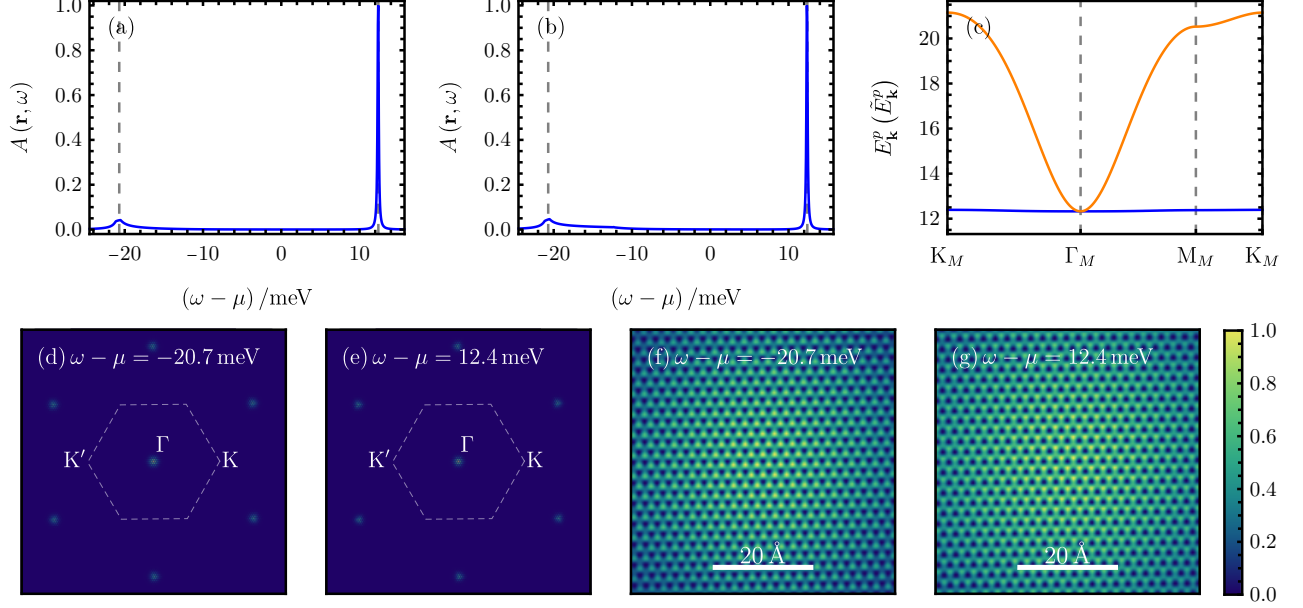 (a)
A (r, ω)
1.0
0.8
0.6
0.4
0.2
0.0
−20
−10
0
10
(ω − μ) /meV
(b)
A (r, ω)
1.0
0.8
0.6
0.4
0.2
0.0
−20
−10
0
10
(ω − μ) /meV
(c)
E^p_k (Ẽ^p_k)
20
18
16
14
12
K_M
Γ_M
M_M
K_M
(d) ω − μ = −20.7 meV
Γ
K′
K
(e) ω − μ = 12.4 meV
Γ
K′
K
(f) ω − μ = −20.7 meV
20 Å
(g) ω − μ = 12.4 meV
20 Å
1.0
0.8
0.6
0.4
0.2
0.0